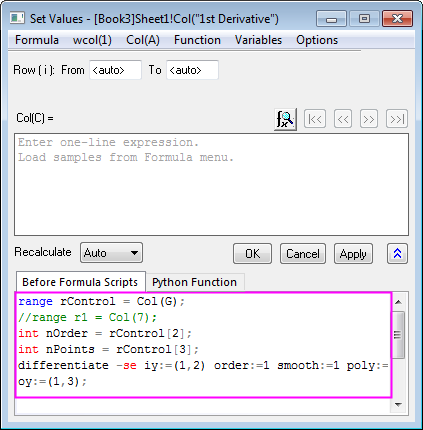 Set Values - [Book3]Sheet1!Col("1st Derivative")
Formula wcol(1) Col(A) Function Variables Options
Row ( i ): From <auto> To <auto>
Col(C) =
Enter one-line expression.
Load samples from Formula menu.
Recalculate Auto OK Cancel Apply
Before Formula Scripts Python Function
range rControl = Col(G);
//range r1 = Col(7);
int nOrder = rControl[2];
int nPoints = rControl[3];
differentiate -se iy:=(1,2) order:=1 smooth:=1 poly:=
oy:=(1,3);